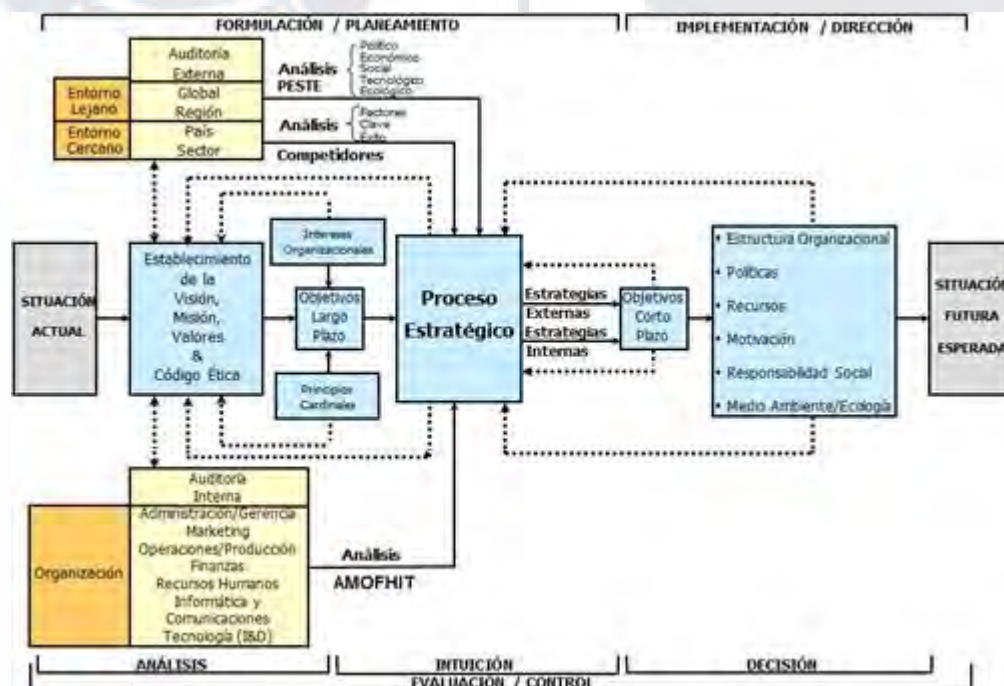 FORMULACIÓN / PLANEAMIENTO
IMPLEMENTACIÓN / DIRECCIÓN
Auditoría
Externa
Entorno
Lejano
Global
Región
Entorno
Cercano
País
Sector
Análisis
PESTE
Político
Económico
Social
Tecnológico
Ecológico
Análisis
Competidores
Factores
Clave
Éxito
SITUACIÓN
ACTUAL
Establecimiento
de la
Visión,
Misión,
Valores
&
Código Ética
Intereses
Organizacionales
Objetivos
Largo
Plazo
Principios
Cardinales
Proceso
Estratégico
Estrategias
Externas
Estrategias
Internas
Objetivos
Corto
Plazo
• Estructura Organizacional
• Políticas
• Recursos
• Motivación
• Responsabilidad Social
• Medio Ambiente/Ecología
SITUACIÓN
FUTURA
ESPERADA
Auditoría
Interna
Organización
Administración/Gerencia
Marketing
Operaciones/Producción
Finanzas
Recursos Humanos
Informática y
Comunicaciones
Tecnología (I&D)
Análisis
AMOFHIT
ANÁLISIS
INTUICIÓN
DECISIÓN
EVALUACIÓN / CONTROL